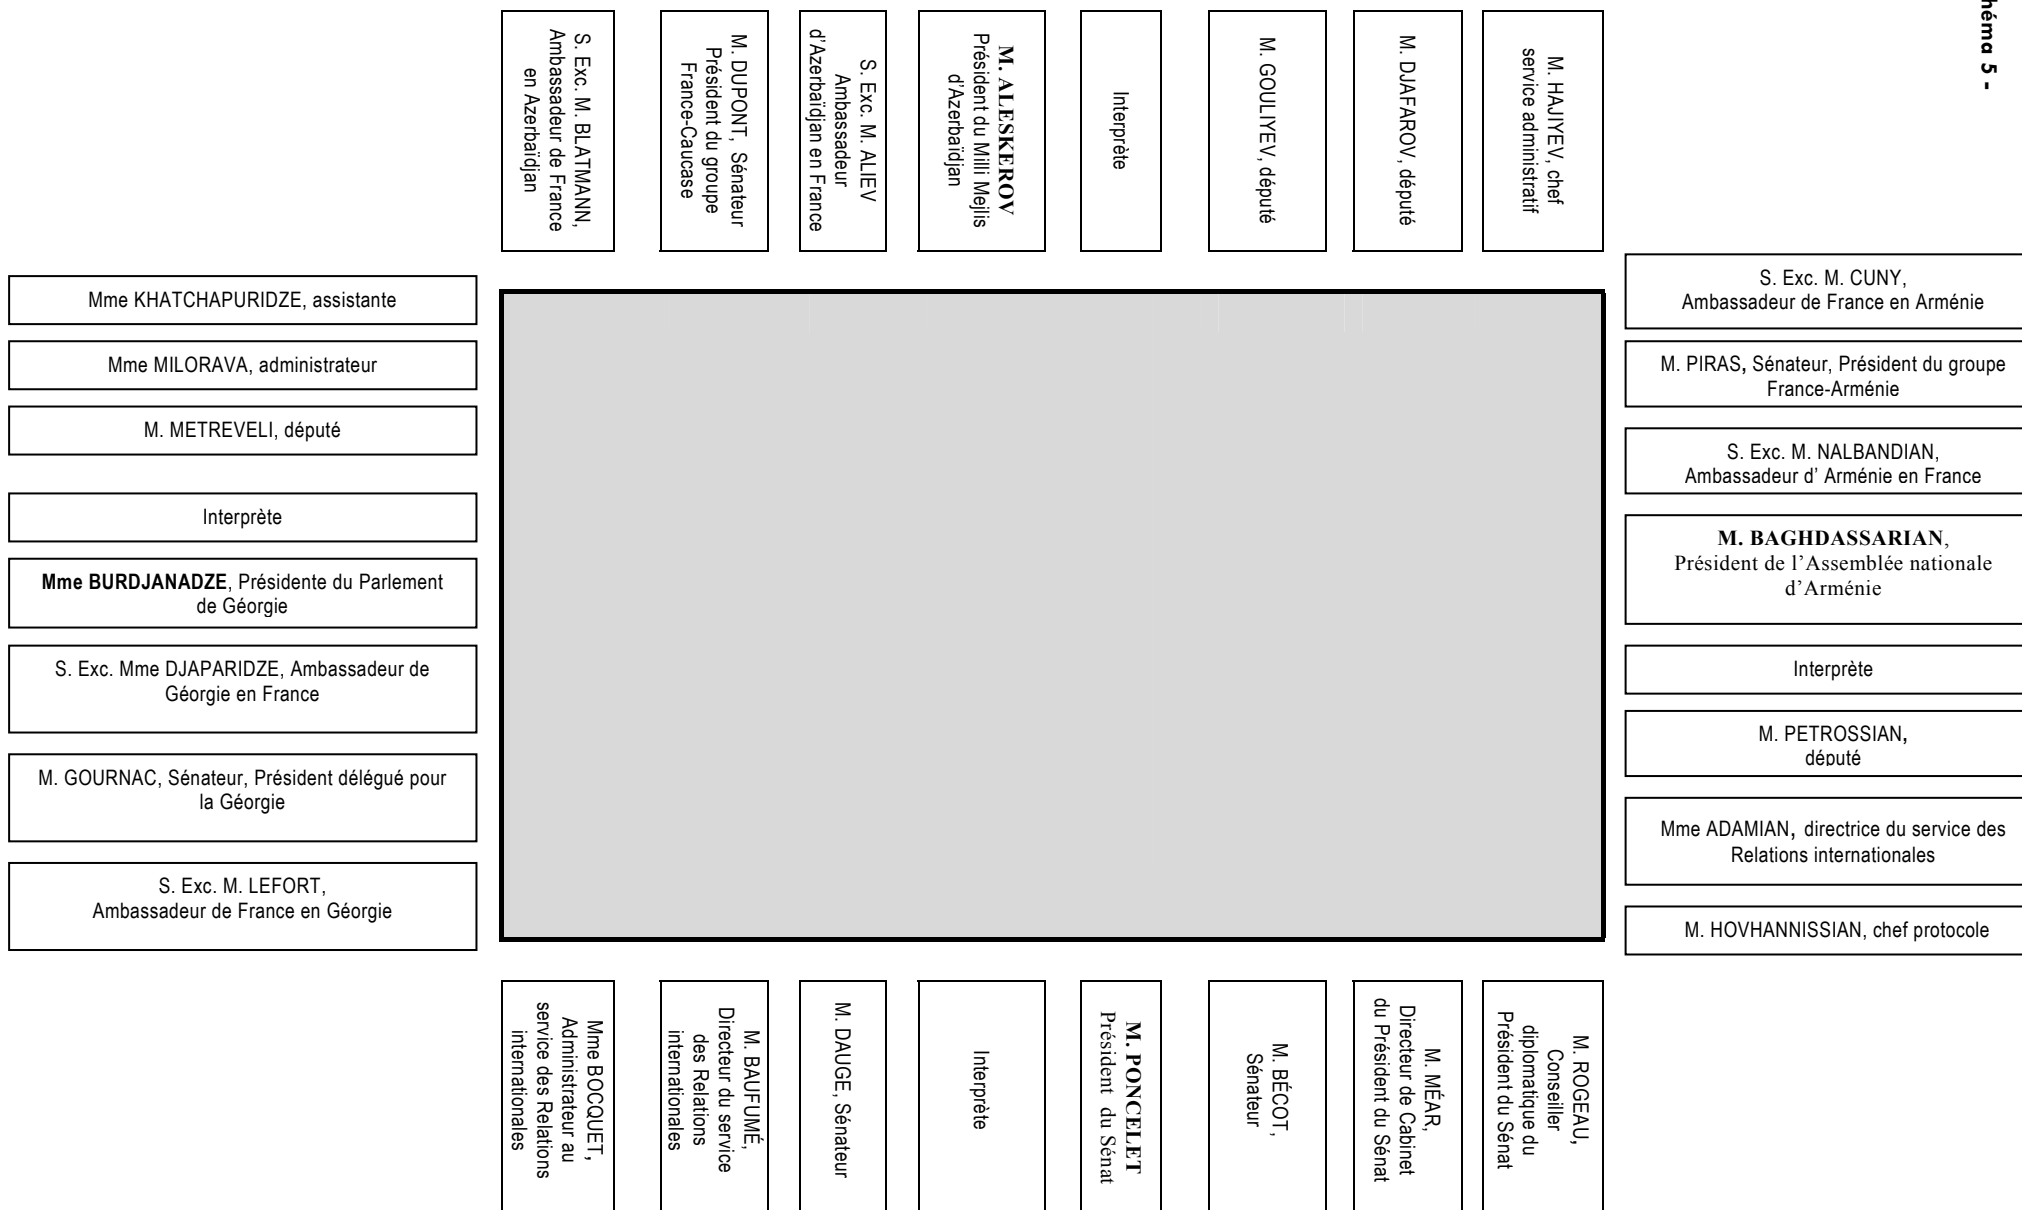 héma 5 -
S. Exc. M. BLATMANN,
Ambassadeur de France
en Azerbaïdjan
M. DUPONT, Sénateur
Président du groupe
France-Caucase
S. Exc. M. ALIEV
Ambassadeur
d'Azerbaïdjan en France
M. ALESKEROV
Président du Milli Mejlis
d'Azerbaïdjan
Interprète
M. GOULIYEV, député
M. DJAFAROV, député
M. HAJIYEV, chef
service administratif
Mme KHATCHAPURIDZE, assistante
Mme MILORAVA, administrateur
M. METREVELI, député
Interprète
Mme BURDJANADZE, Présidente du Parlement
de Géorgie
S. Exc. Mme DJAPARIDZE, Ambassadeur de
Géorgie en France
M. GOURNAC, Sénateur, Président délégué pour
la Géorgie
S. Exc. M. LEFORT,
Ambassadeur de France en Géorgie
S. Exc. M. CUNY,
Ambassadeur de France en Arménie
M. PIRAS, Sénateur, Président du groupe
France-Arménie
S. Exc. M. NALBANDIAN,
Ambassadeur d' Arménie en France
M. BAGHDASSARIAN,
Président de l'Assemblée nationale
d'Arménie
Interprète
M. PETROSSIAN,
député
Mme ADAMIAN, directrice du service des
Relations internationales
M. HOVHANNISSIAN, chef protocole
Mme BOCQUET,
Administrateur au
service des Relations
internationales
M. BAUFUMÉ,
Directeur du service
des Relations
internationales
M. DAUGE, Sénateur
Interprète
M. PONCELET
Président du Sénat
M. BÉCOT,
Sénateur
M. MÉAR,
Directeur de Cabinet
du Président du Sénat
M. ROGEAU,
Conseiller
diplomatique du
Président du Sénat